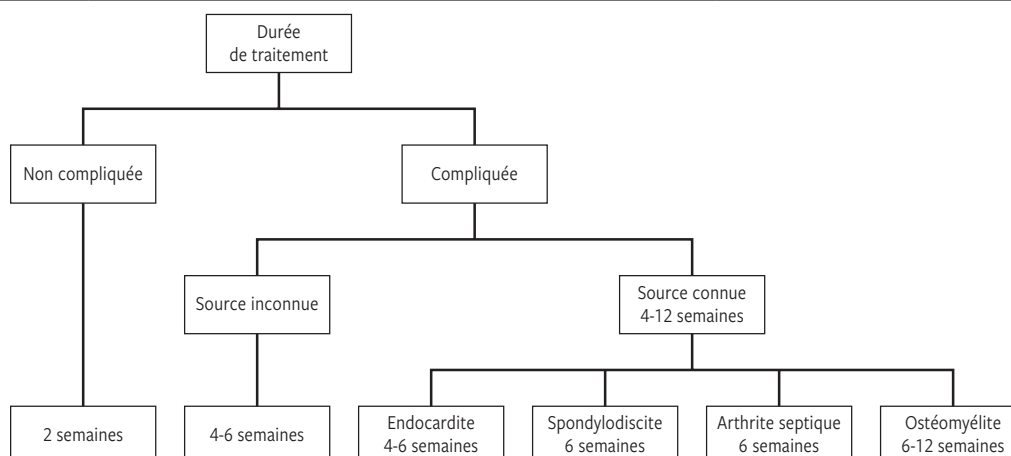 Durée
de traitement
Non compliquée
Compliquée
Source inconnue
Source connue
4-12 semaines
2 semaines
4-6 semaines
Endocardite
4-6 semaines
Spondylodiscite
6 semaines
Arthrite septique
6 semaines
Ostéomyélite
6-12 semaines